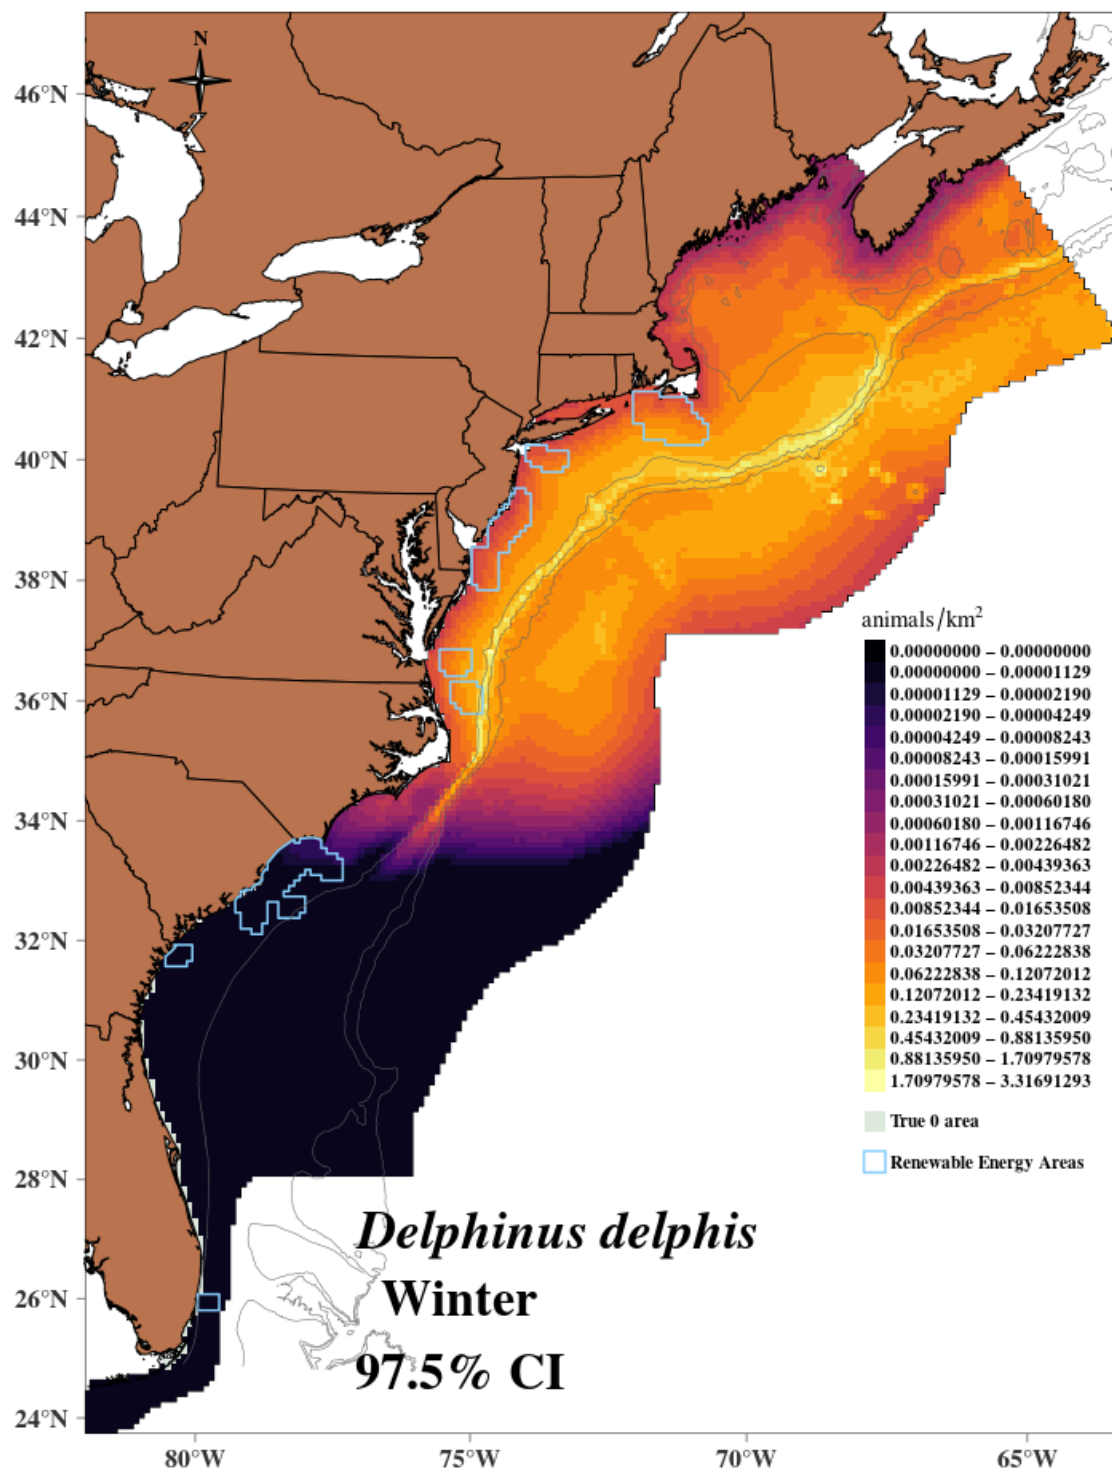 N
46°N
44°N
42°N
40°N
38°N
36°N
34°N
32°N
30°N
28°N
26°N
24°N
80°W
75°W
70°W
65°W
animals/km²
0.00000000 – 0.00000000
0.00000000 – 0.00001129
0.00001129 – 0.00002190
0.00002190 – 0.00004249
0.00004249 – 0.00008243
0.00008243 – 0.00015991
0.00015991 – 0.00031021
0.00031021 – 0.00060180
0.00060180 – 0.00116746
0.00116746 – 0.00226482
0.00226482 – 0.00439363
0.00439363 – 0.00852344
0.00852344 – 0.01653508
0.01653508 – 0.03207727
0.03207727 – 0.06222838
0.06222838 – 0.12072012
0.12072012 – 0.23419132
0.23419132 – 0.45432009
0.45432009 – 0.88135950
0.88135950 – 1.70979578
1.70979578 – 3.31691293
True 0 area
Renewable Energy Areas
Delphinus delphis
Winter
97.5% CI